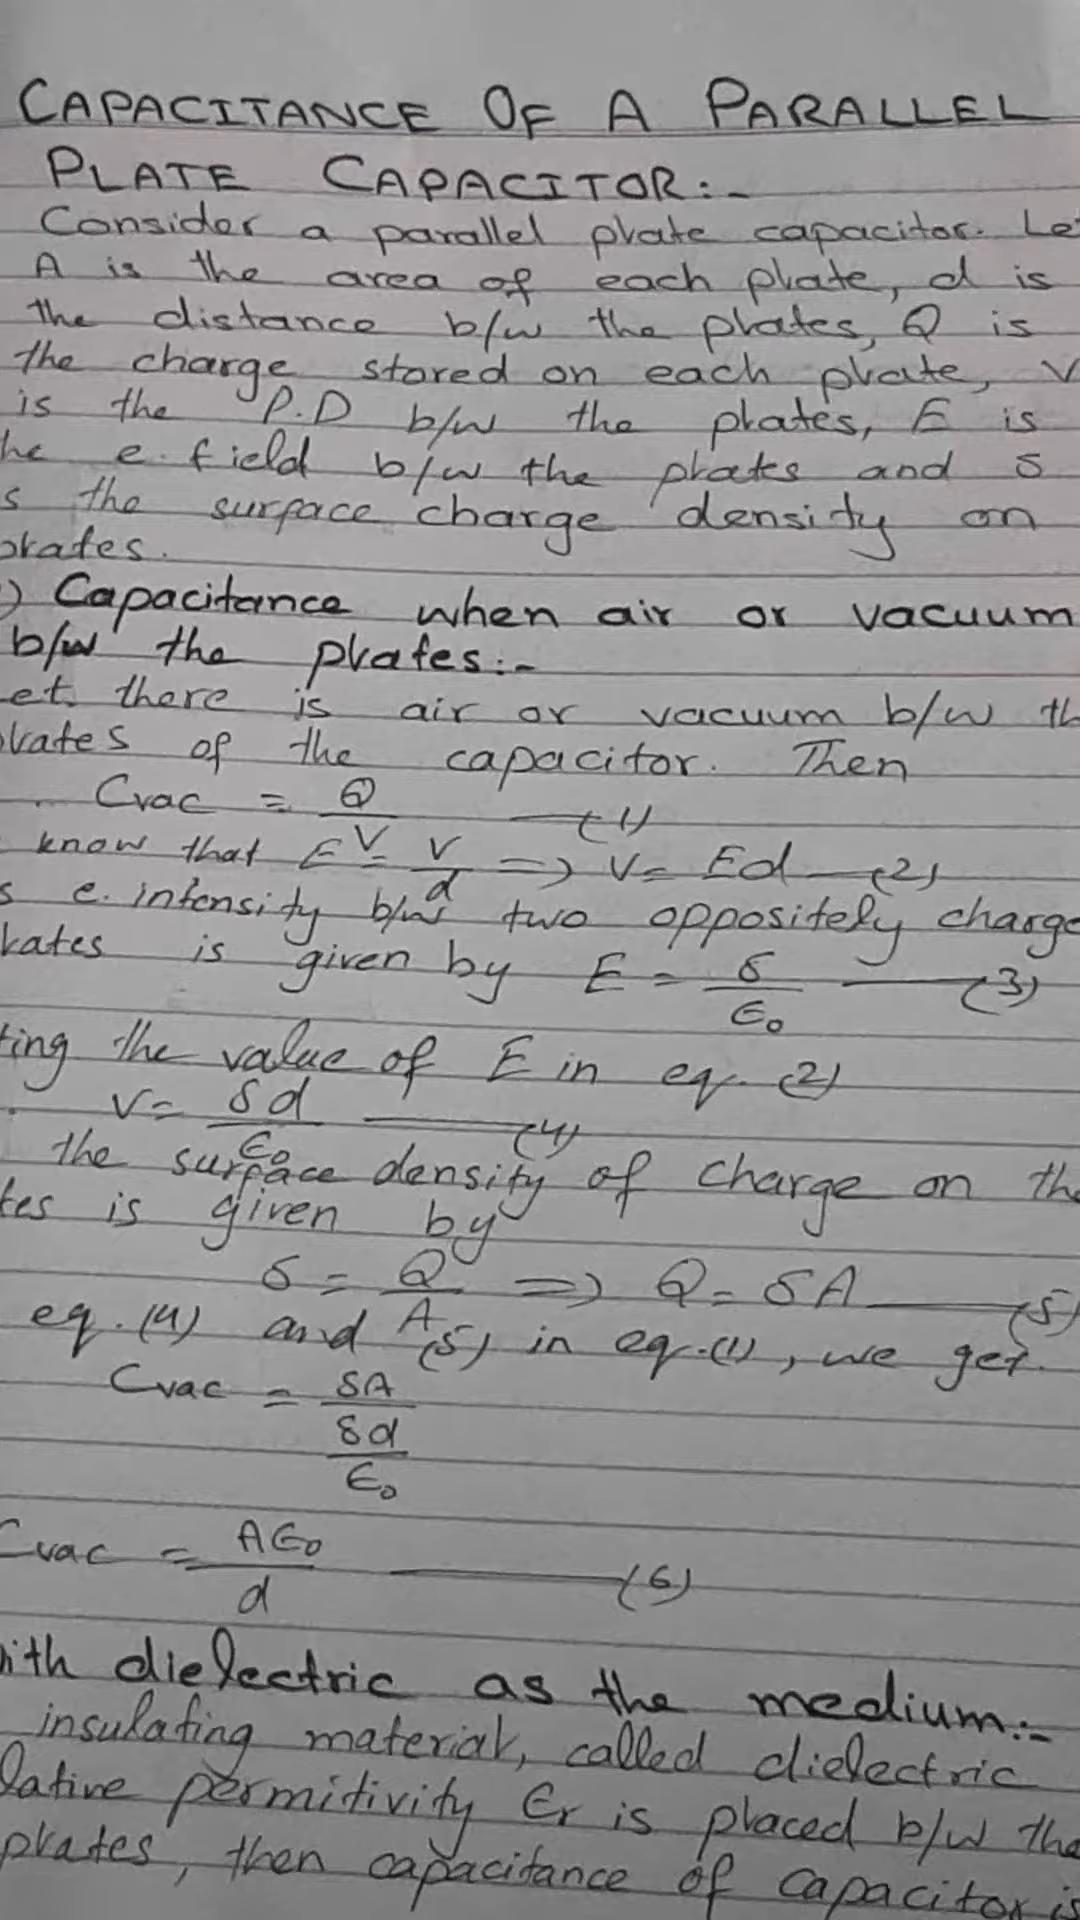 CAPACITANCE OF A PARALLEL
PLATE CAPACITOR:-
Consider a parallel plate capacitor. Le
A is the area of each plate, d is
the distance b/w the plates, Q is
the charge stored on each plate, V
is the P.D b/w the plates, E is
he e. field b/w the plates and δ
s the surface charge density on
plates.
) Capacitance when air or vacuum
b/w the plates:-
et there is air or vacuum b/w th
plates of the capacitor. Then
Cvac = Q/V —(1)
know that E = V/d => V = Ed —(2)
s e. intensity b/w two oppositely charge
plates is given by E = δ/ε₀ —(3)
ting the value of E in eq. (2)
V = δd/ε₀ —(4)
the surface density of charge on the
tes is given by
δ = Q/A => Q = δA —(5)
eq. (4) and (5) in eq. (1), we get
Cvac = δA/(δd/ε₀)
Cvac = Aε₀/d —(6)
ith dielectric as the medium:-
insulating material, called dielectric
lative permitivity εr is placed b/w the
plates, then capacitance of capacitor is